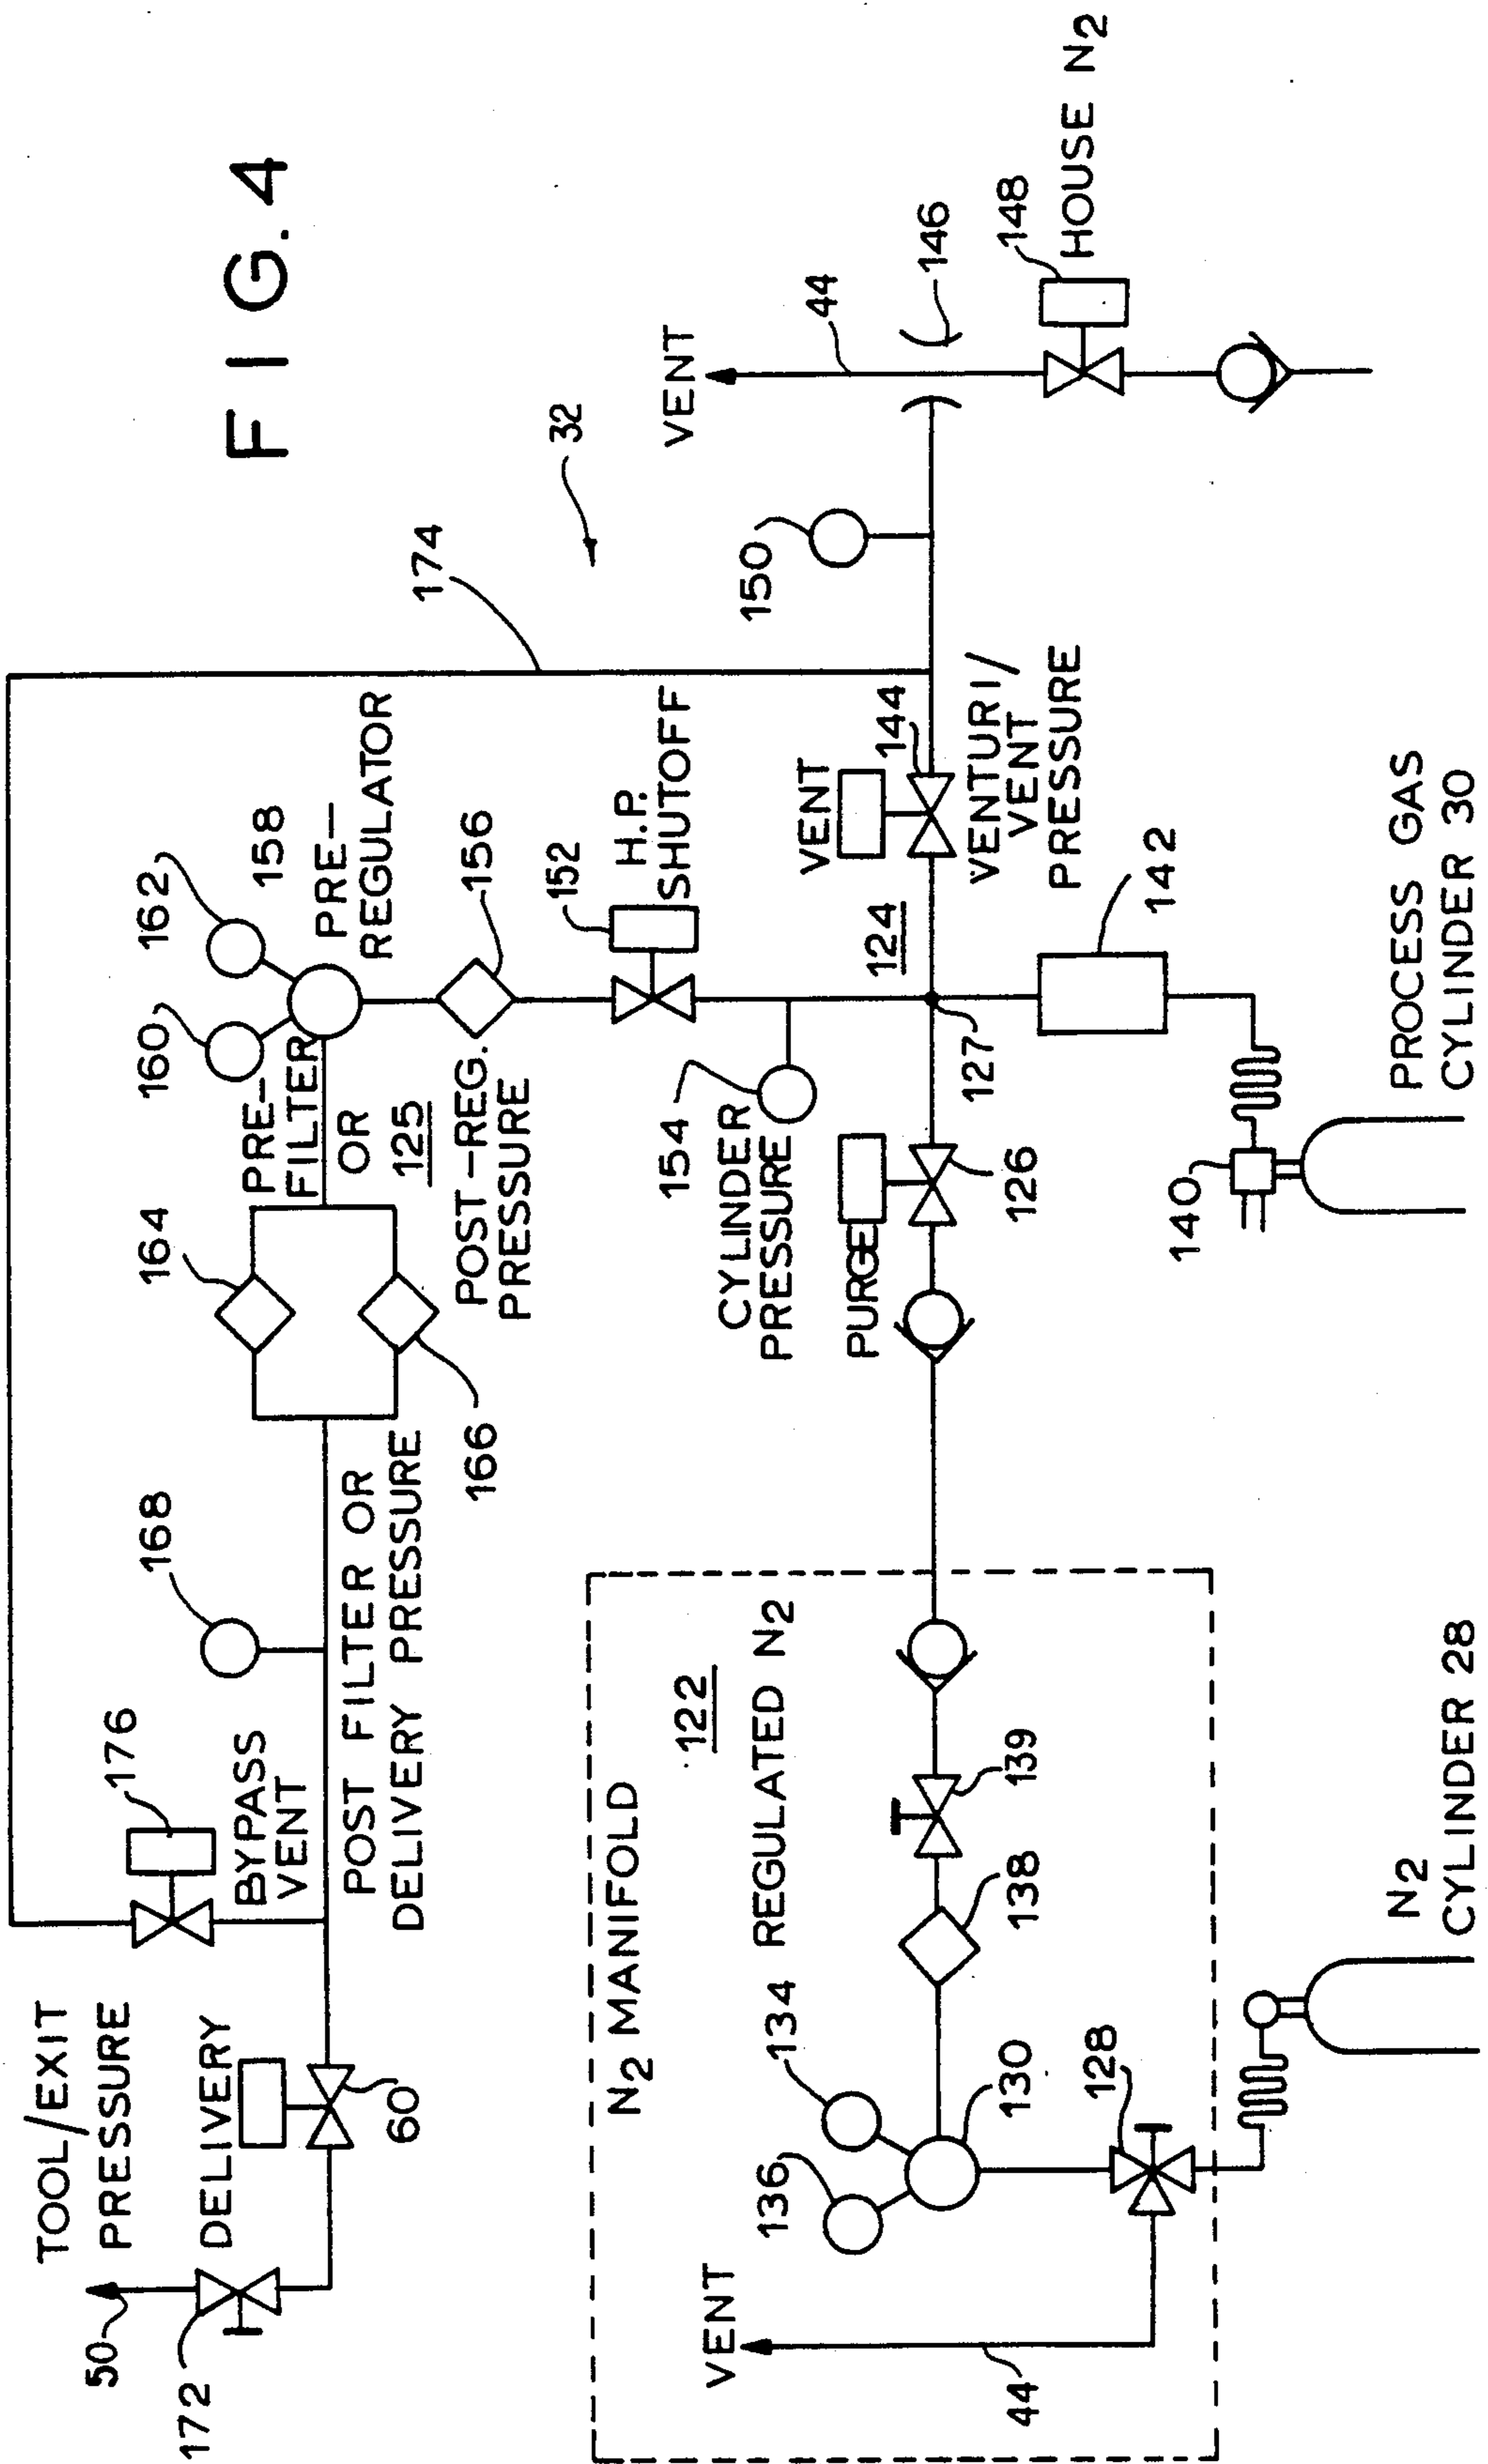 FIG. 4
TOOL/EXIT
PRESSURE
50
172
DELIVERY
60
176
BYPASS
VENT
168
POST FILTER OR
DELIVERY PRESSURE
164
166
PRE-
FILTER
OR
125
POST-REG.
PRESSURE
160
162
158
PRE-
REGULATOR
156
152
H.P.
SHUTOFF
174
32
154
CYLINDER
PRESSURE
PURGE
126
127
124
VENT
144
VENTURI/
VENT
PRESSURE
150
VENT
44
146
148
HOUSE N2
142
140
PROCESS GAS
CYLINDER 30
N2 MANIFOLD
122
REGULATED N2
VENT
44
136
134
130
128
138
139
N2
CYLINDER 28